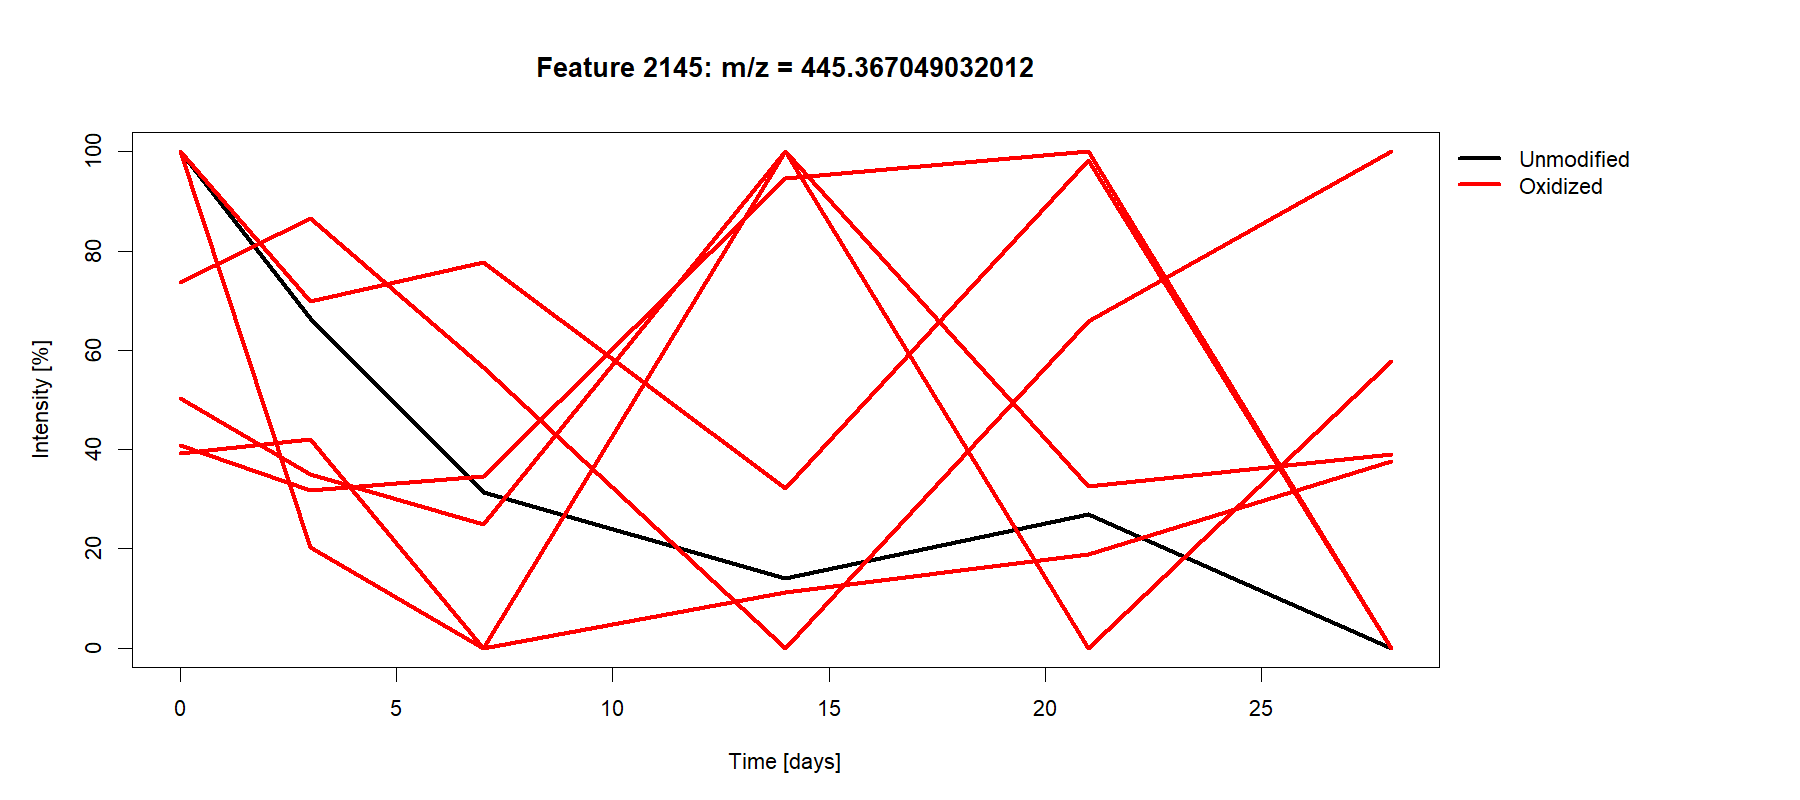 Feature 2145: m/z = 445.367049032012
Unmodified
Oxidized
Intensity [%]
100
80
60
40
20
0
0 5 10 15 20 25
Time [days]